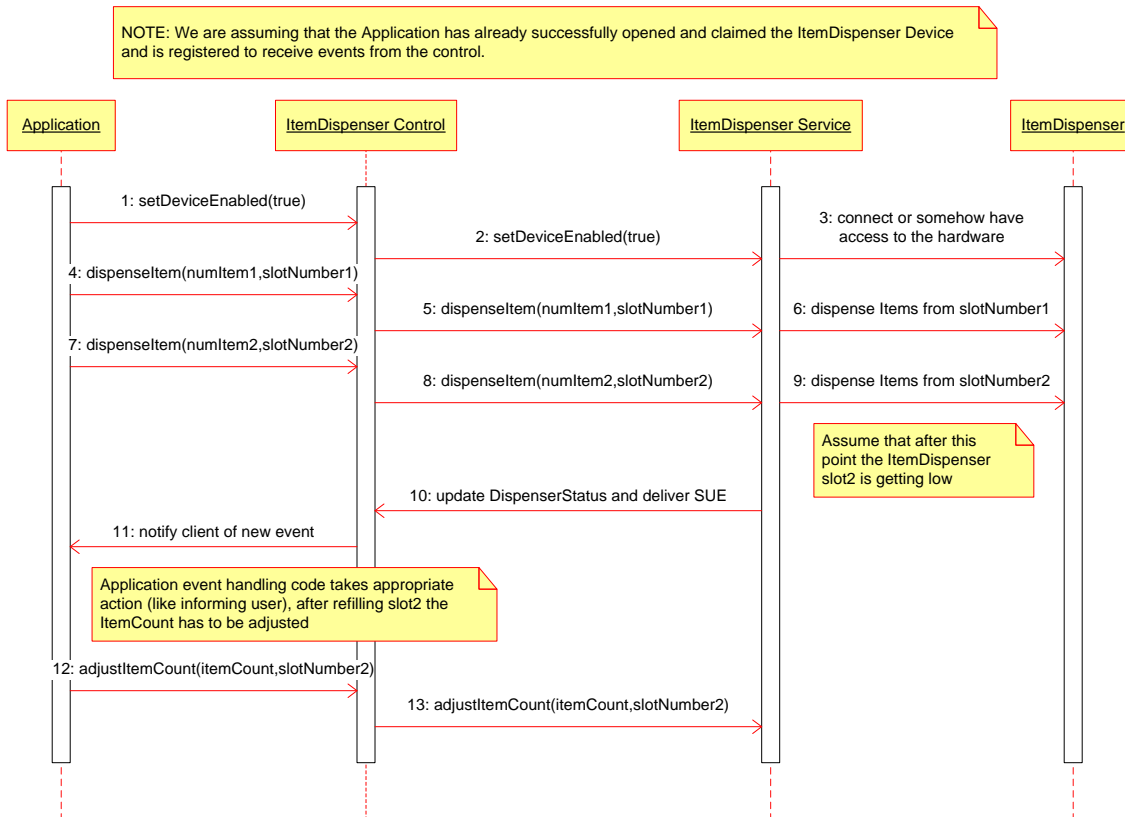 NOTE: We are assuming that the Application has already successfully opened and claimed the ItemDispenser Device
and is registered to receive events from the control.
Application
ItemDispenser Control
ItemDispenser Service
ItemDispenser
1: setDeviceEnabled(true)
2: setDeviceEnabled(true)
3: connect or somehow have
access to the hardware
4: dispenseItem(numItem1,slotNumber1)
5: dispenseItem(numItem1,slotNumber1)
6: dispense Items from slotNumber1
7: dispenseItem(numItem2,slotNumber2)
8: dispenseItem(numItem2,slotNumber2)
9: dispense Items from slotNumber2
Assume that after this
point the ItemDispenser
slot2 is getting low
10: update DispenserStatus and deliver SUE
11: notify client of new event
Application event handling code takes appropriate
action (like informing user), after refilling slot2 the
ItemCount has to be adjusted
12: adjustItemCount(itemCount,slotNumber2)
13: adjustItemCount(itemCount,slotNumber2)